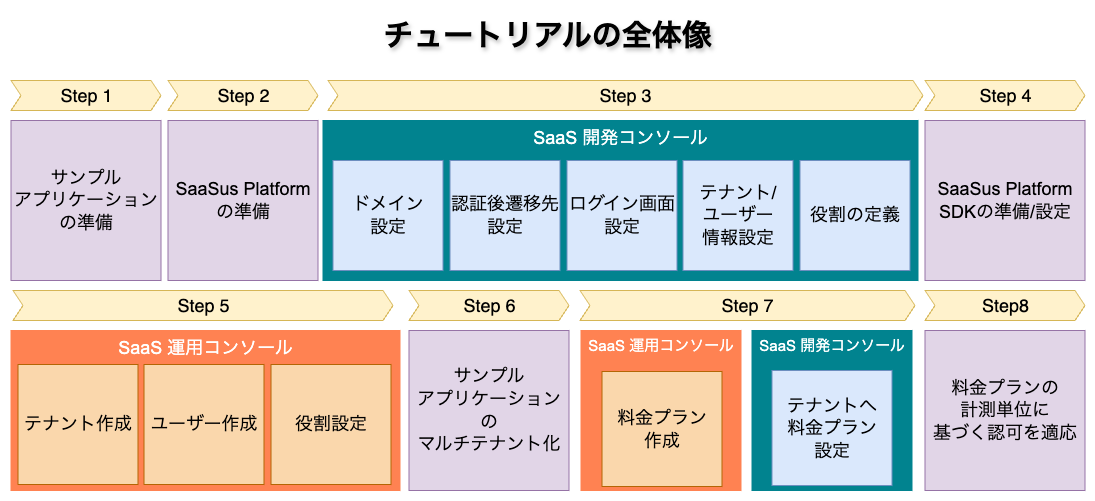 チュートリアルの全体像
Step 1
Step 2
Step 3
Step 4
サンプル
アプリケーション
の準備
SaaSus Platform
の準備
SaaS 開発コンソール
ドメイン
設定
認証後遷移先
設定
ログイン画面
設定
テナント/
ユーザー
情報設定
役割の定義
SaaSus Platform
SDKの準備/設定
Step 5
Step 6
Step 7
Step8
SaaS 運用コンソール
テナント作成
ユーザー作成
役割設定
サンプル
アプリケーション
の
マルチテナント化
SaaS 運用コンソール
料金プラン
作成
SaaS 開発コンソール
テナントへ
料金プラン
設定
料金プランの
計測単位に
基づく認可を適応